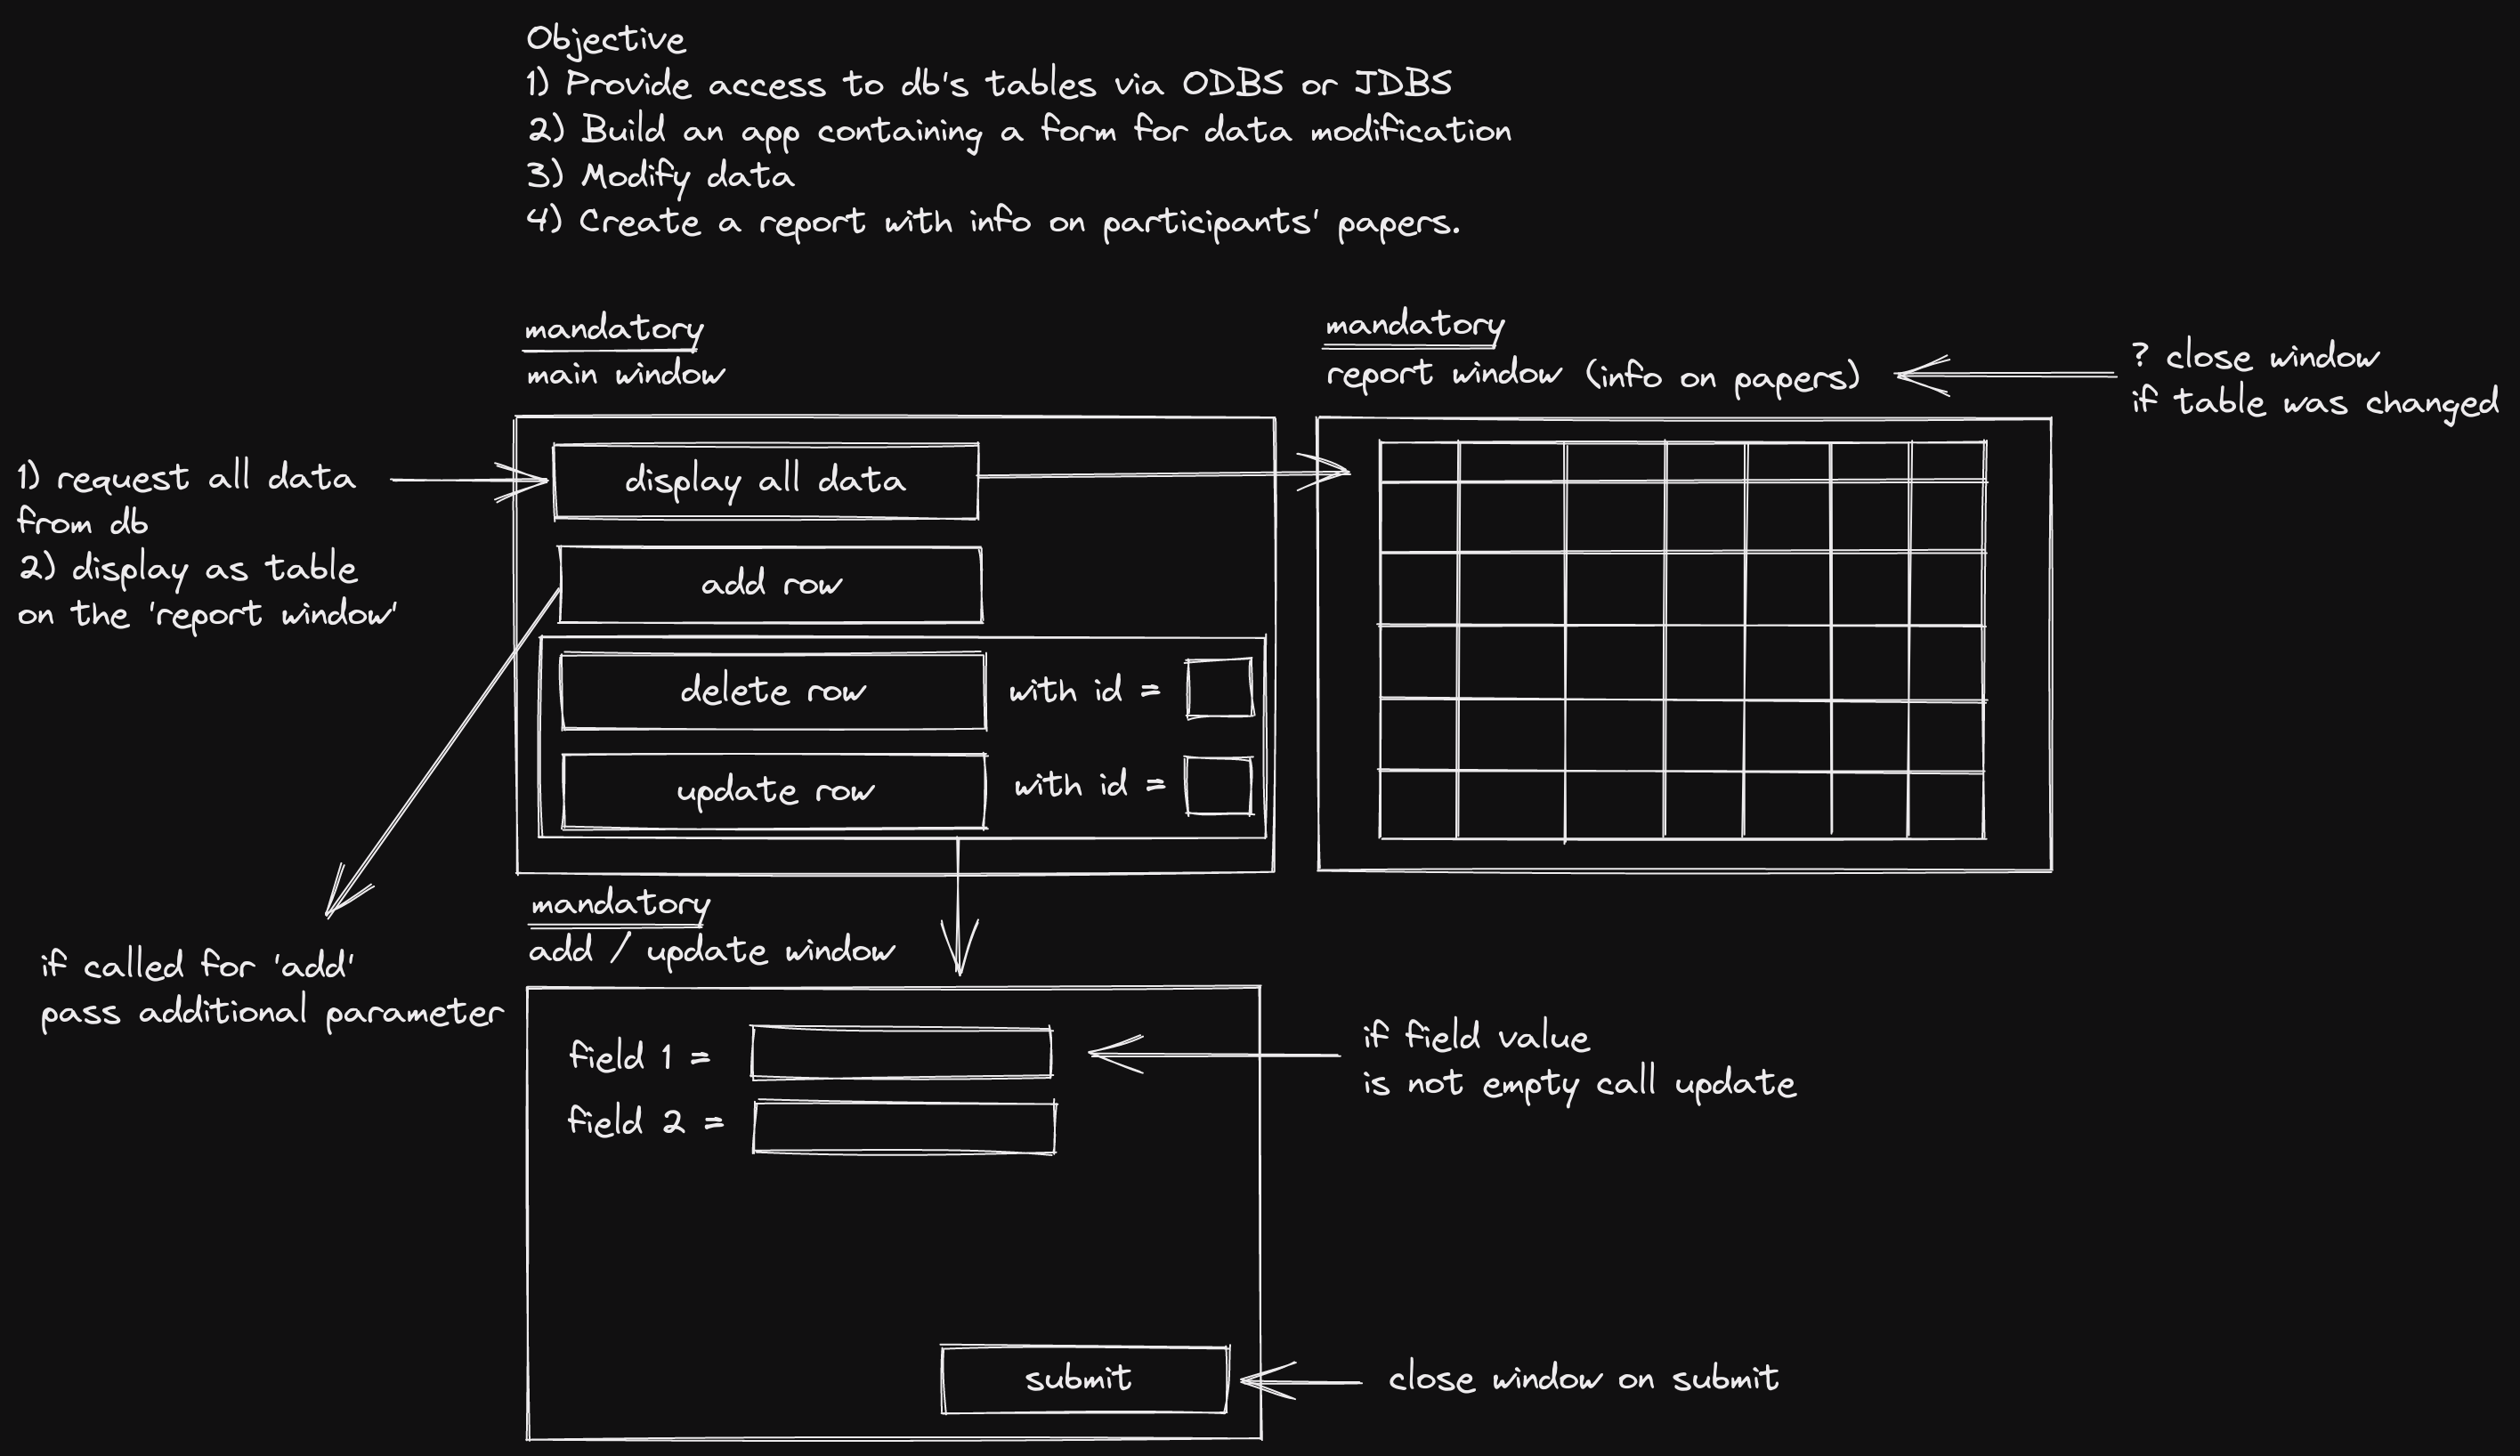 Objective
1) Provide access to db's tables via ODBS or JDBS
2) Build an app containing a form for data modification
3) Modify data
4) Create a report with info on participants' papers.
mandatory
main window
mandatory
report window (info on papers)
? close window
if table was changed
1) request all data
from db
2) display as table
on the 'report window'
display all data
add row
delete row with id =
update row with id =
mandatory
add / update window
if called for 'add'
pass additional parameter
field 1 =
field 2 =
if field value
is not empty call update
submit
close window on submit